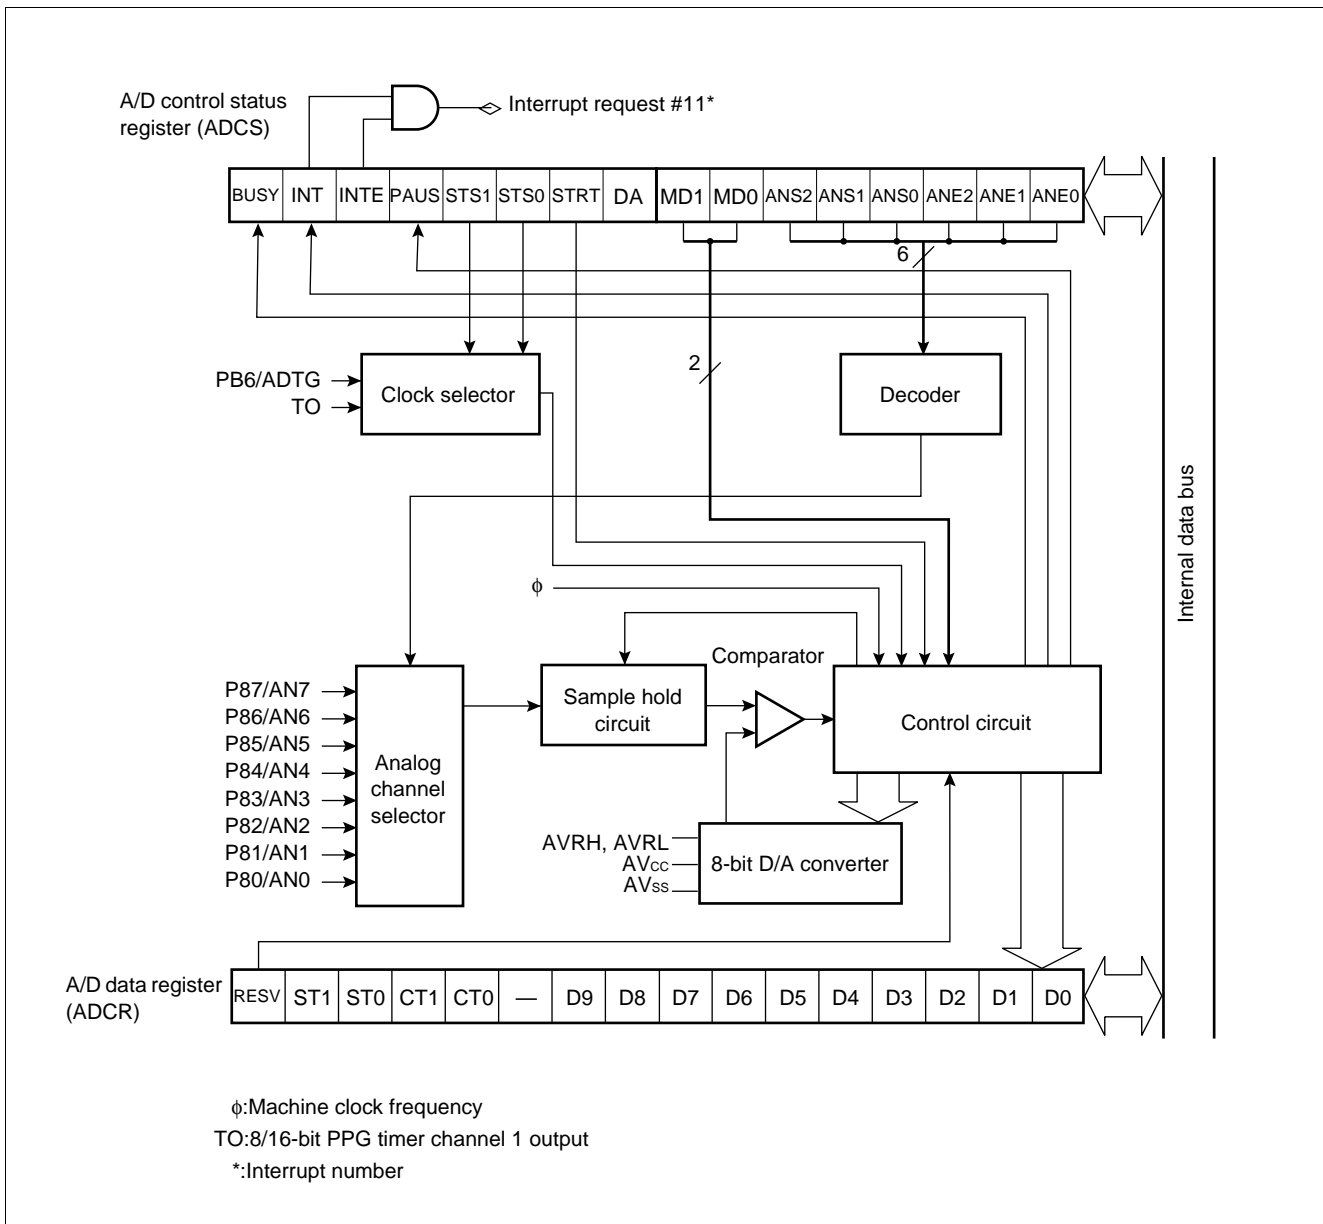 A/D control status
register (ADCS)
Interrupt request #11*
BUSY INT INTE PAUS STS1 STS0 STRT DA MD1 MD0 ANS2 ANS1 ANS0 ANE2 ANE1 ANE0
6
2
PB6/ADTG
TO
Clock selector
Decoder
Internal data bus
φ
Comparator
P87/AN7
P86/AN6
P85/AN5
P84/AN4
P83/AN3
P82/AN2
P81/AN1
P80/AN0
Analog
channel
selector
Sample hold
circuit
Control circuit
AVRH, AVRL
AVCC
AVSS
8-bit D/A converter
A/D data register
(ADCR)
RESV ST1 ST0 CT1 CT0 — D9 D8 D7 D6 D5 D4 D3 D2 D1 D0
φ:Machine clock frequency
TO:8/16-bit PPG timer channel 1 output
*:Interrupt number